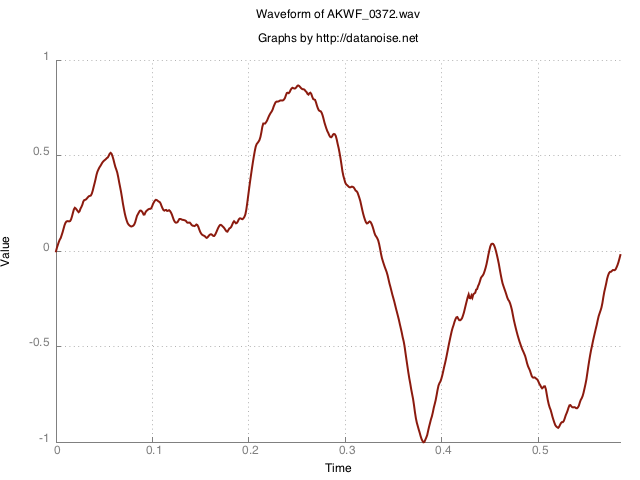 Waveform of AKWF_0372.wav
Graphs by http://datanoise.net
1
0.5
0
-0.5
-1
Value
0 0.1 0.2 0.3 0.4 0.5
Time